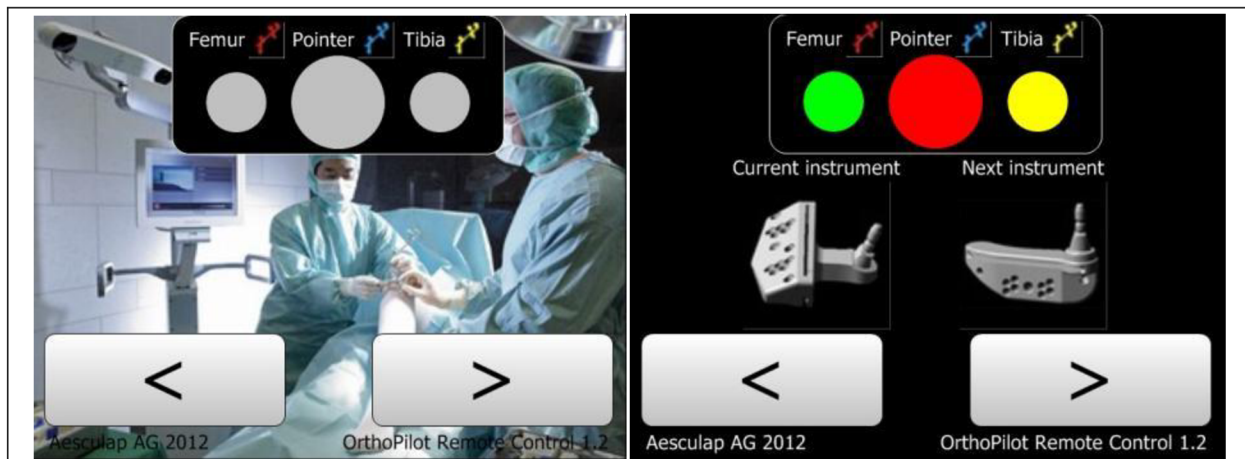 Femur Pointer Tibia
< >
Aesculap AG 2012 OrthoPilot Remote Control 1.2
Femur Pointer Tibia
Current instrument Next instrument
< >
Aesculap AG 2012 OrthoPilot Remote Control 1.2